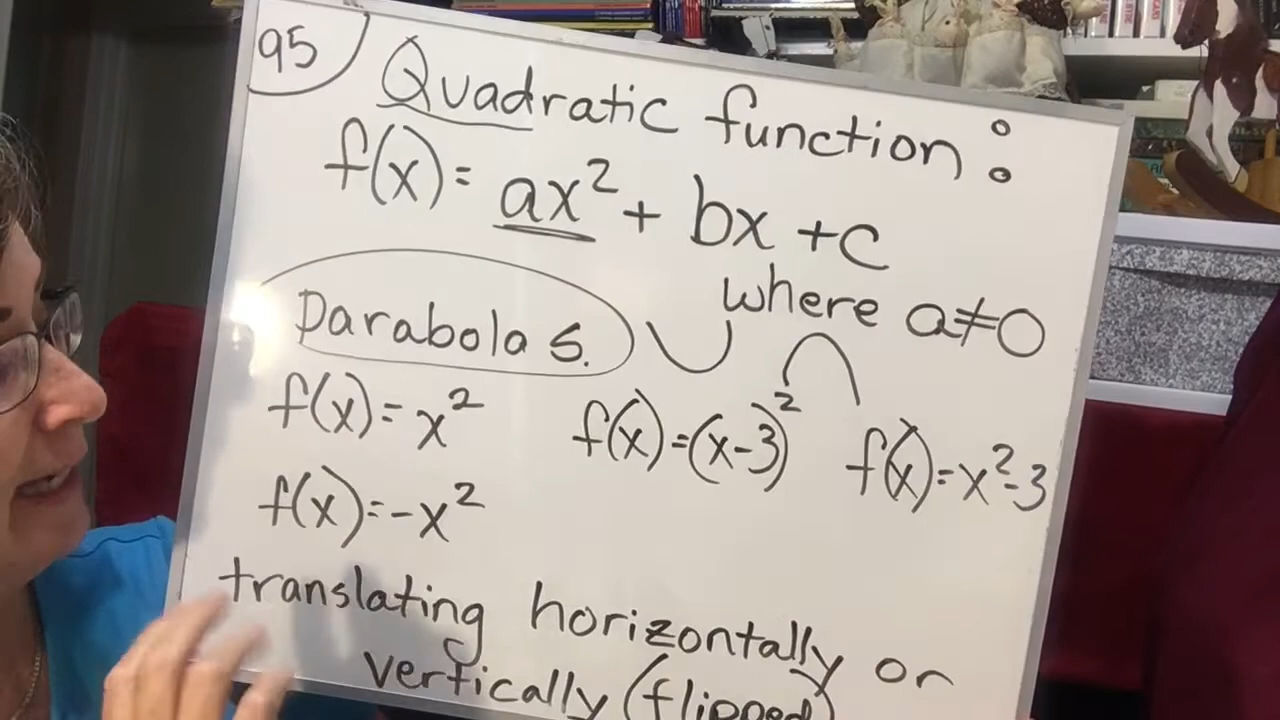 95
Quadratic function:
f(x) = ax² + bx + c
where a≠0
Parabolas.
f(x) = x² f(x) = (x-3)² f(x) = x²-3
f(x) = -x²
translating horizontally or
vertically (flipped)